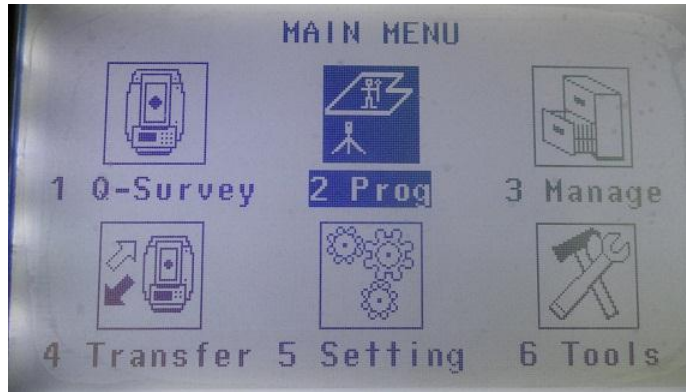 MAIN MENU
1 Q-Survey 2 Prog 3 Manage
4 Transfer 5 Setting 6 Tools